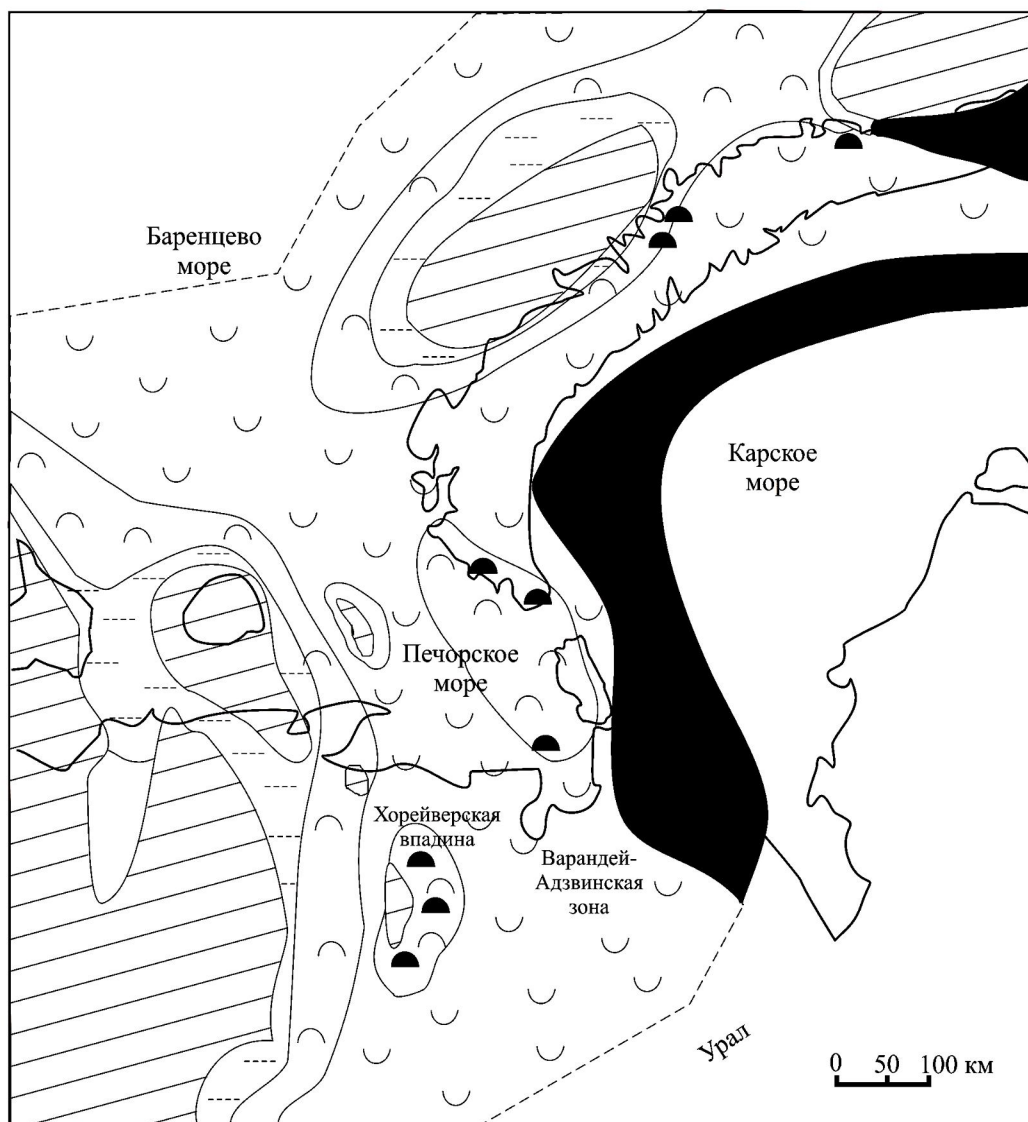 Баренцево
море
Карское
море
Печорское
море
Хорейверская
впадина
Варандей-
Адзвинская
зона
Урал
0 50 100 км